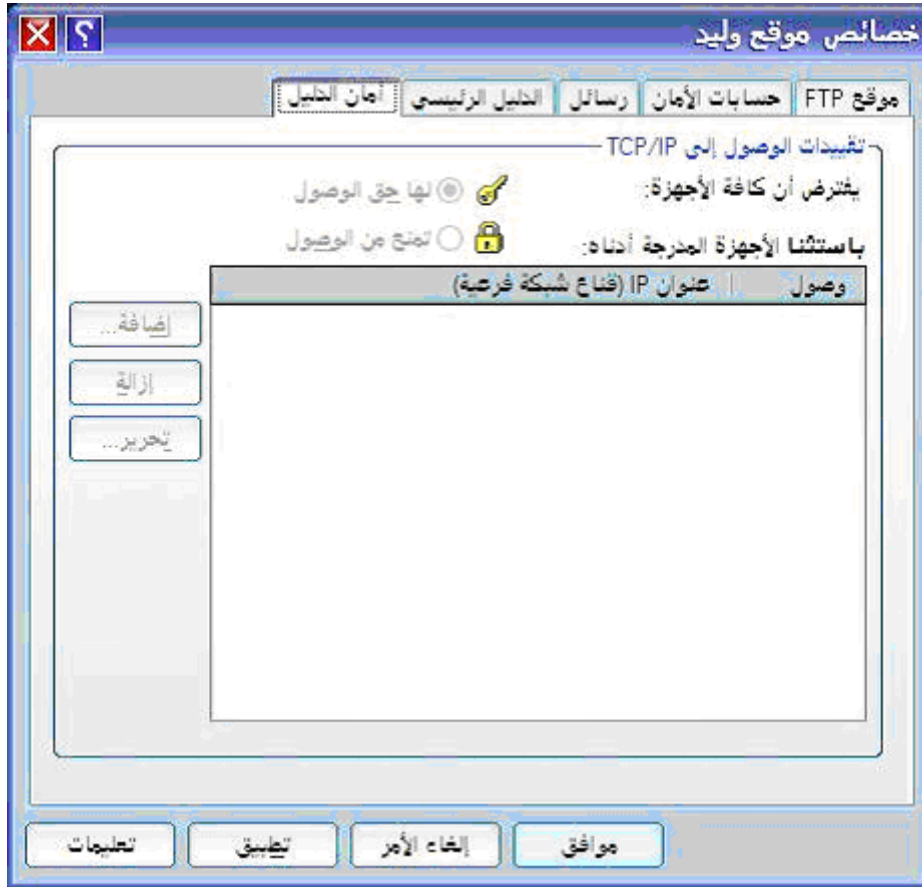 خصائص موقع وليد
موقع FTP حسابات الأمان رسائل الدليل الرئيسي أمان الدليل
تقييدات الوصول إلى TCP/IP
يفترض أن كافة الأجهزة: لها حق الوصول
باستثنا الأجهزة المدرجة أدناه: تمنع من الوصول
وصول عنوان IP (قناع شبكة فرعية)
إضافة...
إزالة
تحرير...
موافق إلغاء الأمر تطبيق تعليمات